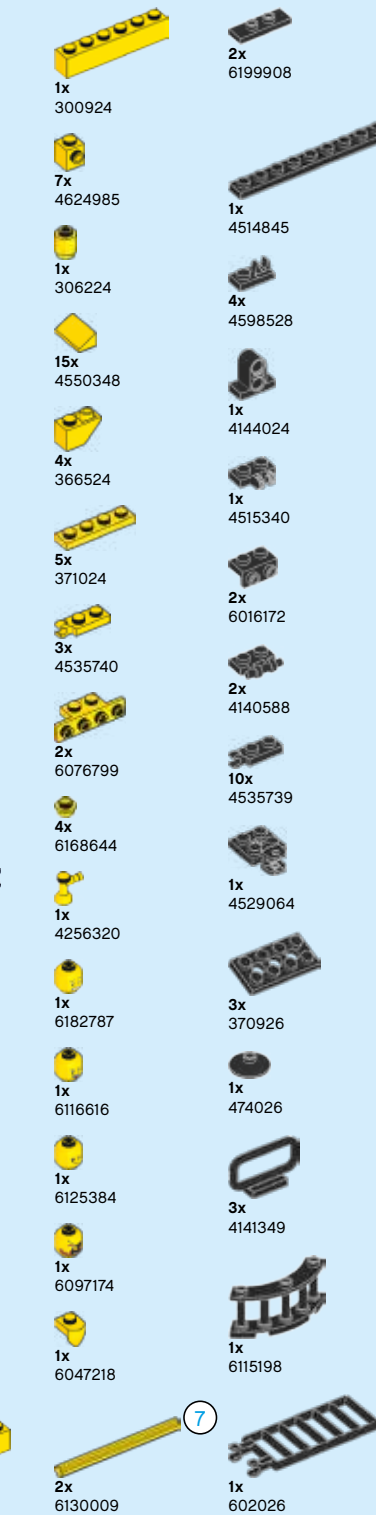 1x
300924
7x
4624985
1x
306224
15x
4550348
4x
366524
5x
371024
3x
4535740
2x
6076799
4x
6168644
1x
4256320
1x
6182787
1x
6116616
1x
6125384
1x
6097174
1x
6047218
7
2x
6130009
2x
6199908
1x
4514845
4x
4598528
1x
4144024
1x
4515340
2x
6016172
2x
4140588
10x
4535739
1x
4529064
3x
370926
1x
474026
3x
4141349
1x
6115198
1x
602026